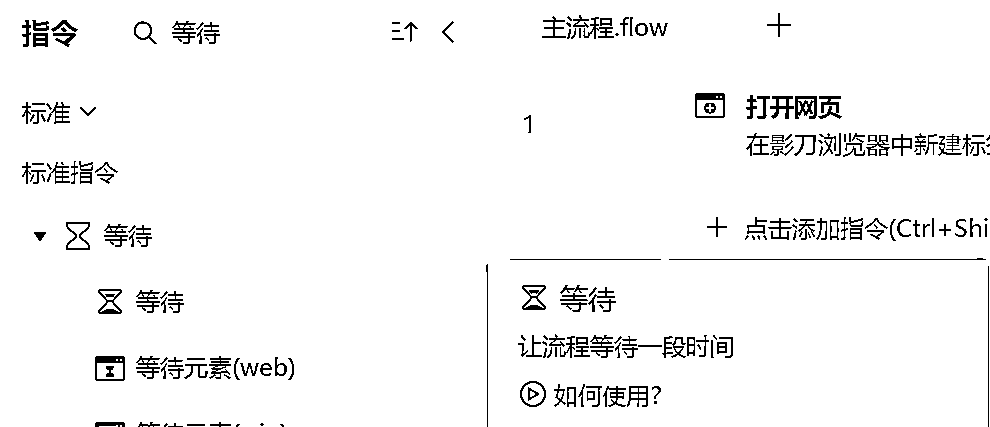 指令
等待
主流程.flow
标准
1
打开网页
在影刀浏览器中新建标
标准指令
等待
点击添加指令(Ctrl+Shi
等待
等待
让流程等待一段时间
等待元素(web)
如何使用?